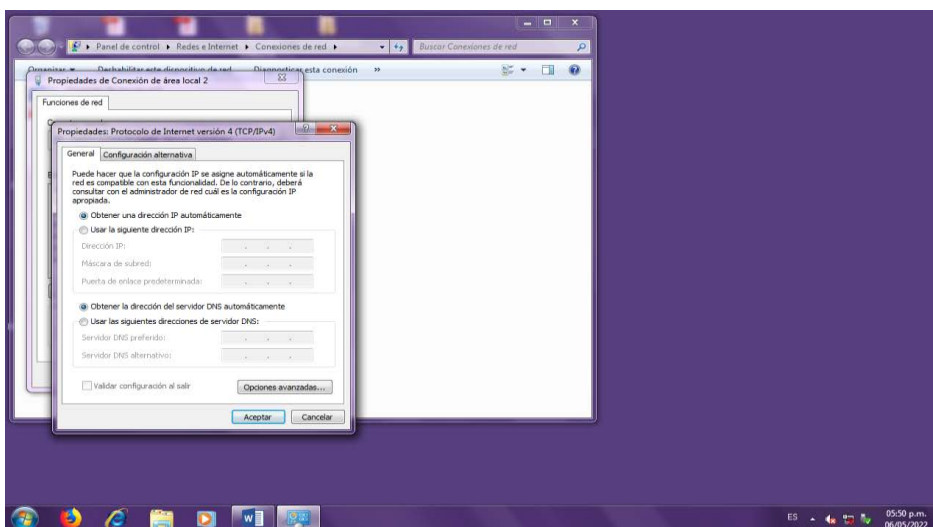 Panel de control ▸ Redes e Internet ▸ Conexiones de red ▸
Buscar Conexiones de red
Organizar Deshabilitar este dispositivo de red Diagnosticar esta conexión »
Propiedades de Conexión de área local 2
Funciones de red
Propiedades: Protocolo de Internet versión 4 (TCP/IPv4)
General Configuración alternativa
Puede hacer que la configuración IP se asigne automáticamente si la
red es compatible con esta funcionalidad. De lo contrario, deberá
consultar con el administrador de red cuál es la configuración IP
apropiada.
Obtener una dirección IP automáticamente
Usar la siguiente dirección IP:
Dirección IP:
Máscara de subred:
Puerta de enlace predeterminada:
Obtener la dirección del servidor DNS automáticamente
Usar las siguientes direcciones de servidor DNS:
Servidor DNS preferido:
Servidor DNS alternativo:
Validar configuración al salir
Opciones avanzadas...
Aceptar Cancelar
ES
05:50 p.m.
06/05/2022